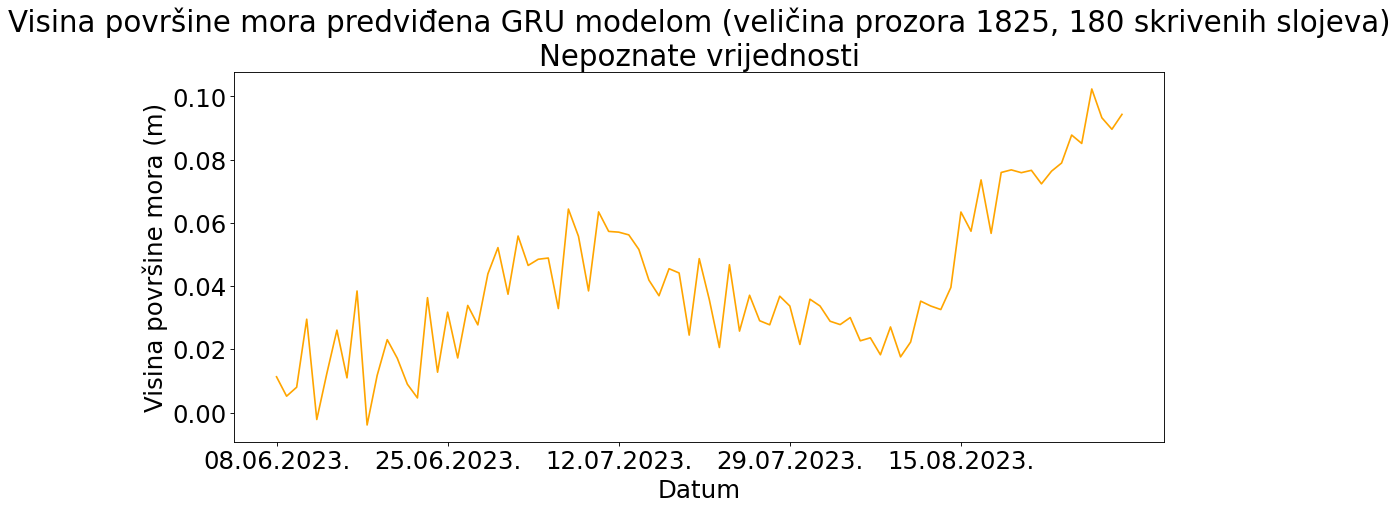 Visina površine mora predviđena GRU modelom (veličina prozora 1825, 180 skrivenih slojeva)
Nepoznate vrijednosti
Visina površine mora (m)
0.10
0.08
0.06
0.04
0.02
0.00
08.06.2023. 25.06.2023. 12.07.2023. 29.07.2023. 15.08.2023.
Datum